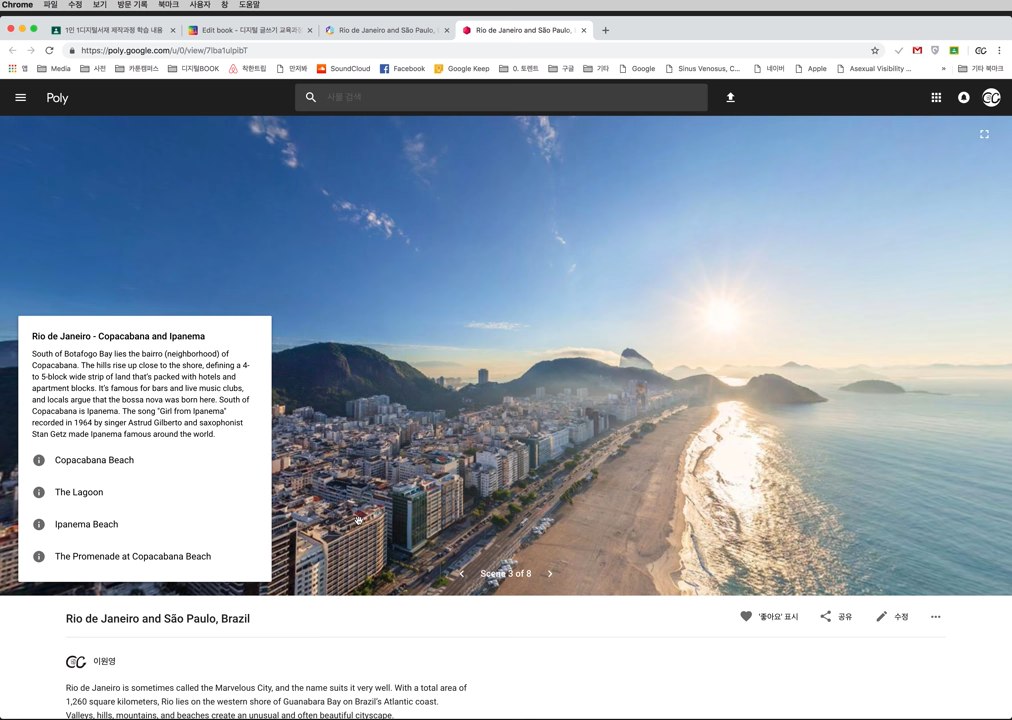 Chrome 파일 수정 보기 방문 기록 북마크 사용자 창 도움말
1인 1디지털서재 제작과정 학습 내용
Edit book - 디지털 글쓰기 교육과정
Rio de Janeiro and São Paulo,
Rio de Janeiro and São Paulo,
https://poly.google.com/u/0/view/7lba1ulpibT
앱 Media 사전 카툰캠퍼스 디지털BOOK 착한트립 만저봐 SoundCloud Facebook Google Keep 0. 토렌트 구글 기타 Google Sinus Venosus, C... 네이버 Apple Asexual Visibility ... » 기타 북마크
Poly
사물 검색
Rio de Janeiro - Copacabana and Ipanema
South of Botafogo Bay lies the bairro (neighborhood) of
Copacabana. The hills rise up close to the shore, defining a 4-
to 5-block wide strip of land that's packed with hotels and
apartment blocks. It's famous for bars and live music clubs,
and locals argue that the bossa nova was born here. South of
Copacabana is Ipanema. The song "Girl from Ipanema"
recorded in 1964 by singer Astrud Gilberto and saxophonist
Stan Getz made Ipanema famous around the world.
Copacabana Beach
The Lagoon
Ipanema Beach
The Promenade at Copacabana Beach
Scene 3 of 8
Rio de Janeiro and São Paulo, Brazil
'좋아요' 표시
공유
수정
이원영
Rio de Janeiro is sometimes called the Marvelous City, and the name suits it very well. With a total area of
1,260 square kilometers, Rio lies on the western shore of Guanabara Bay on Brazil's Atlantic coast.
Valleys, hills, mountains, and beaches create an unusual and often beautiful cityscape.